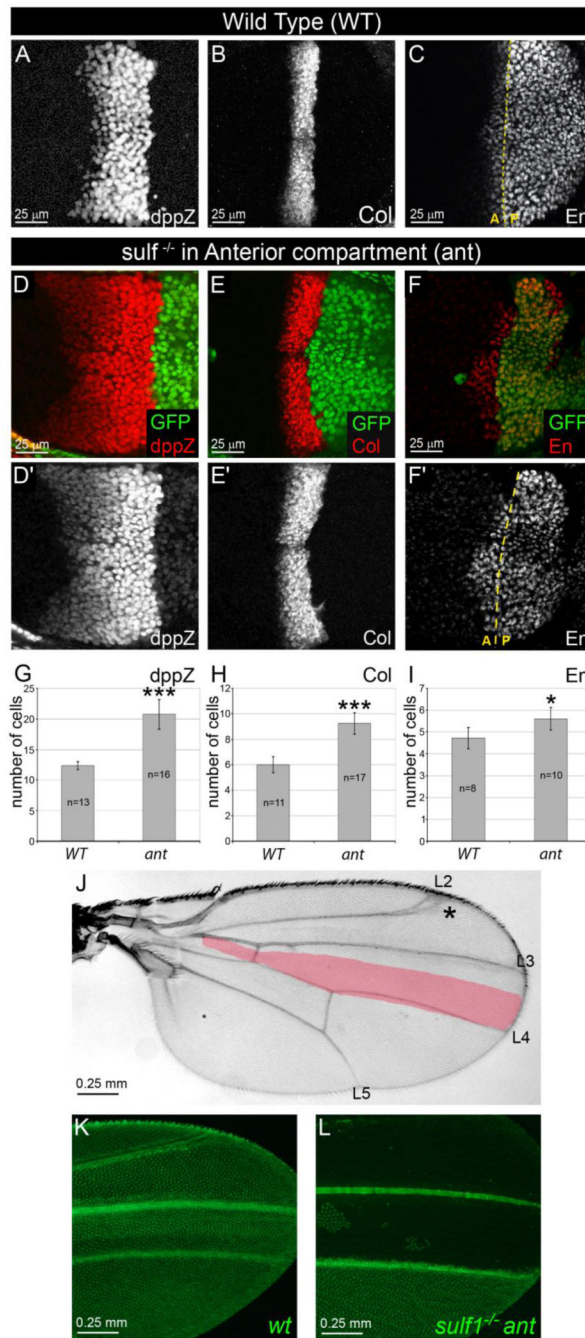 Wild Type (WT)
A
25 µm
dppZ
B
25 µm
Col
C
25 µm
A P
En
sulf -/- in Anterior compartment (ant)
D
25 µm
GFP
dppZ
E
25 µm
GFP
Col
F
25 µm
GFP
En
D'
dppZ
E'
Col
F'
A P
En
G
dppZ
number of cells
25
20
15
10
5
0
***
n=13
n=16
WT
ant
H
Col
number of cells
12
10
8
6
4
2
0
***
n=11
n=17
WT
ant
I
En
number of cells
7
6
5
4
3
2
1
0
*
n=8
n=10
WT
ant
J
L2
*
L3
L4
L5
0.25 mm
K
0.25 mm
wt
L
0.25 mm
sulf1-/- ant